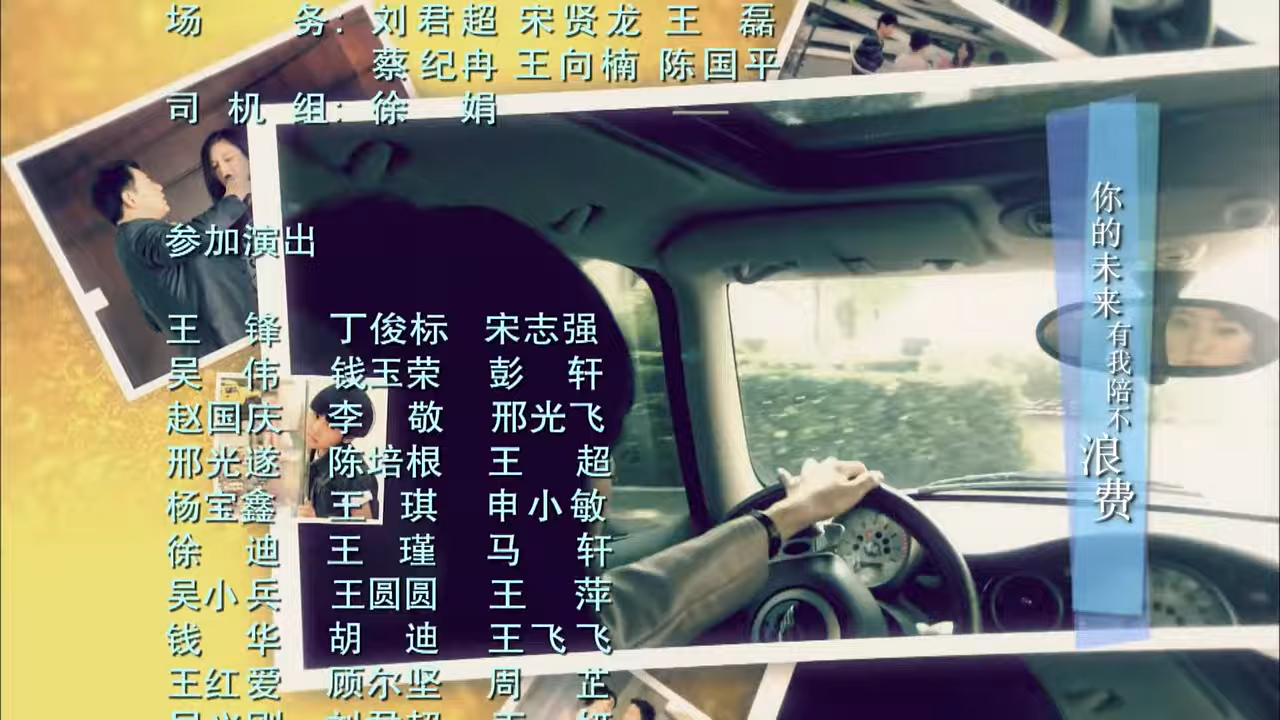 场务：刘君超 宋贤龙 王磊
蔡纪冉 王向楠 陈国平
司机组：徐娟
参加演出
王锋 丁俊标 宋志强
吴伟 钱玉荣 彭轩
赵国庆 李敬 邢光飞
邢光遂 陈培根 王超
杨宝鑫 王琪 申小敏
徐迪 王瑾 马轩
吴小兵 王圆圆 王萍
钱华 胡迪 王飞飞
王红爱 顾尔坚 周芷
刘君超 王
你的未来有我陪不浪费